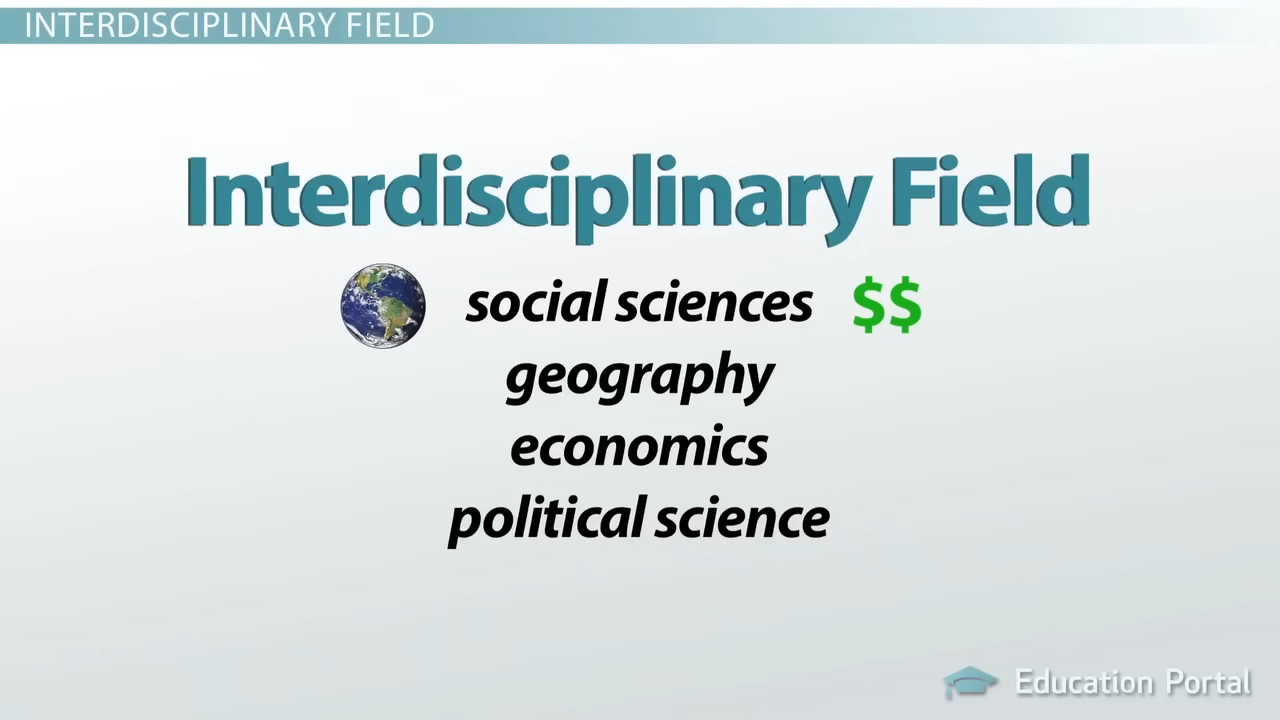 INTERDISCIPLINARY FIELD
Interdisciplinary Field
social sciences $$
geography
economics
political science
Education Portal